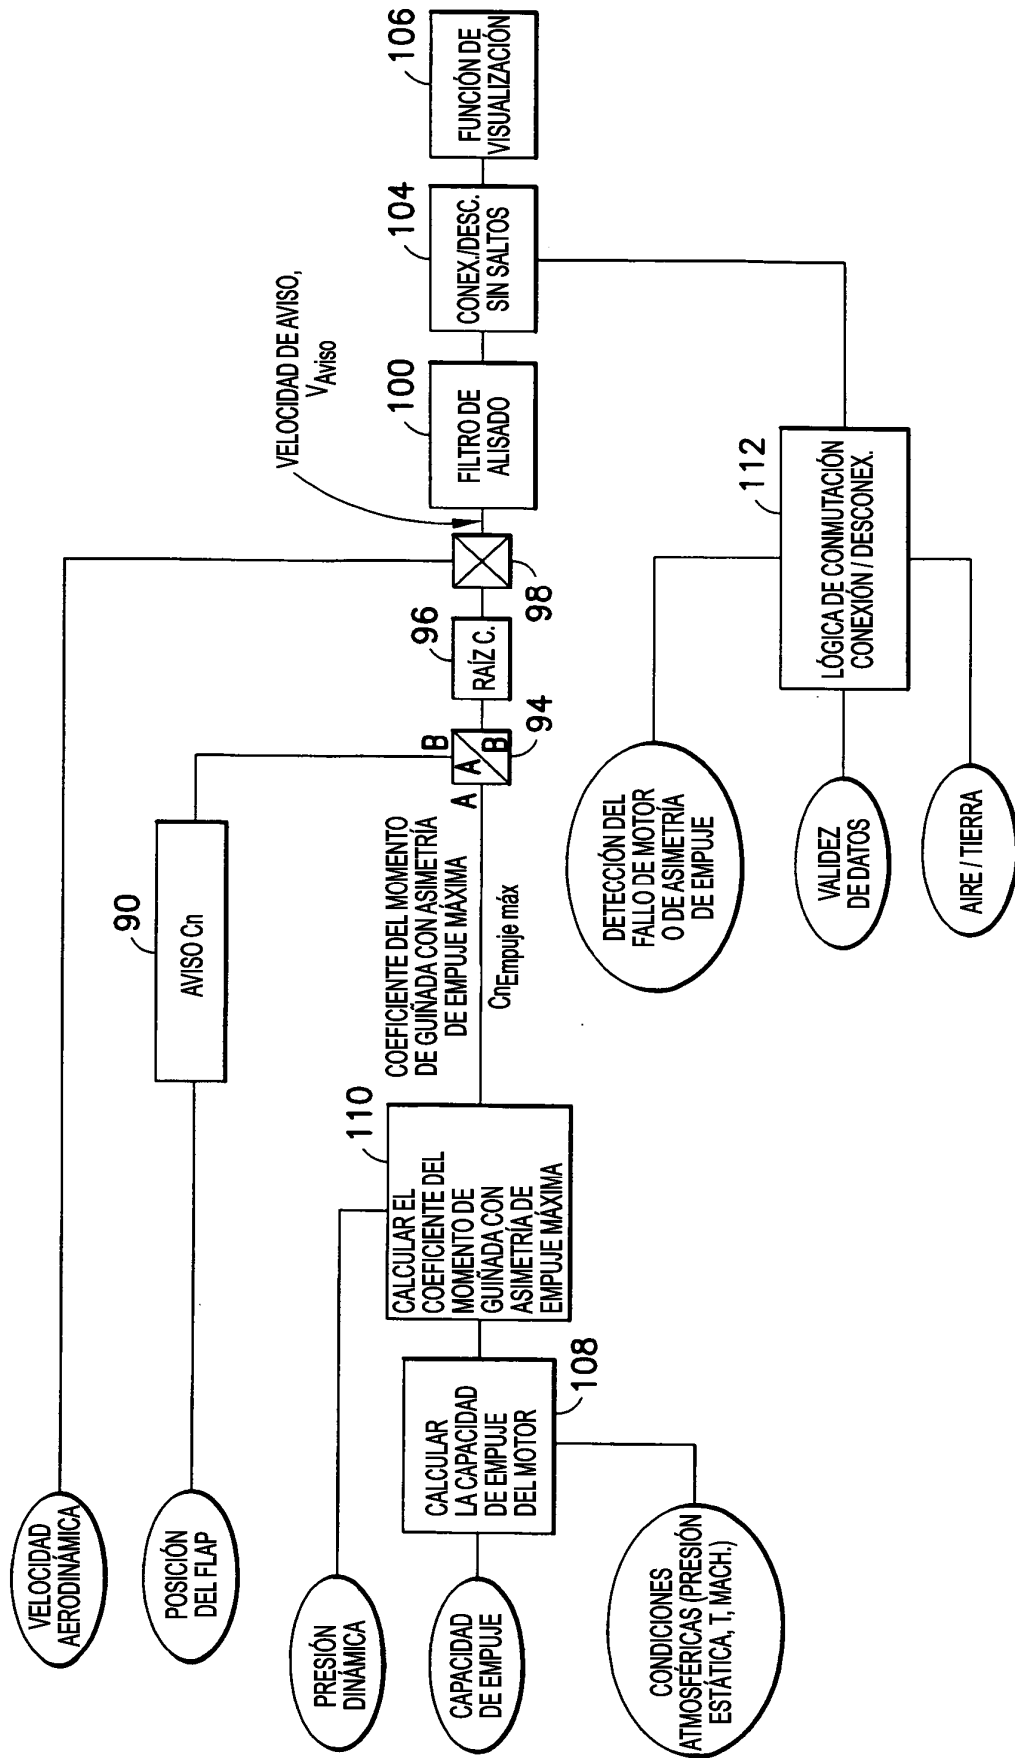 VELOCIDAD
AERODINÁMICA
POSICIÓN
DEL FLAP
PRESIÓN
DINÁMICA
CAPACIDAD
DE EMPUJE
CONDICIONES
ATMOSFÉRICAS (PRESIÓN
ESTÁTICA, T, MACH.)
CALCULAR
LA CAPACIDAD
DE EMPUJE
DEL MOTOR
108
CALCULAR EL
COEFICIENTE DEL
MOMENTO DE
GUIÑADA CON
ASIMETRÍA DE
EMPUJE MÁXIMA
110
AVISO Cn
90
COEFICIENTE DEL MOMENTO
DE GUIÑADA CON ASIMETRÍA
DE EMPUJE MÁXIMA
CnEmpuje máx
A
B
A
B
94
RAÍZ C.
96
98
VELOCIDAD DE AVISO,
VAviso
FILTRO DE
ALISADO
100
CONEX./DESC.
SIN SALTOS
104
FUNCIÓN DE
VISUALIZACIÓN
106
DETECCIÓN DEL
FALLO DE MOTOR
O DE ASIMETRÍA
DE EMPUJE
VALIDEZ
DE DATOS
AIRE / TIERRA
LÓGICA DE CONMUTACIÓN
CONEXIÓN / DESCONEX.
112